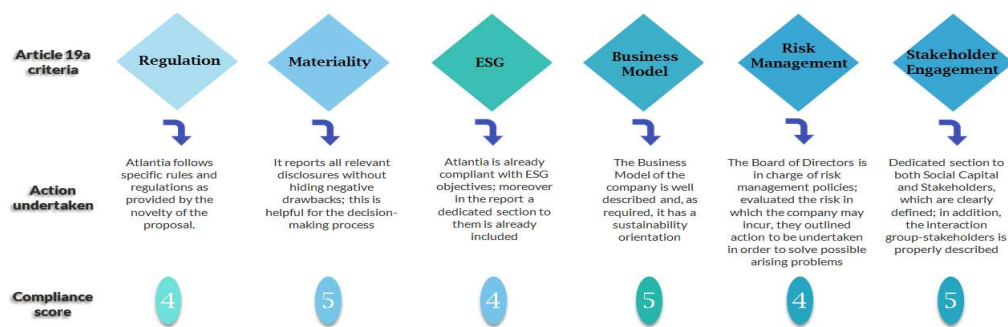 Article 19a
criteria
Regulation
Materiality
ESG
Business
Model
Risk
Management
Stakeholder
Engagement
Action
undertaken
Atlantia follows
specific rules and
regulations as
provided by the
novelty of the
proposal.
It reports all relevant
disclosures without
hiding negative
drawbacks; this is
helpful for the decision-
making process
Atlantia is already
compliant with ESG
objectives; moreover
in the report a
dedicated section to
them is already
included
The Business
Model of the
company is well
described and, as
required, it has a
sustainability
orientation
The Board of Directors is
in charge of risk
management policies;
evaluated the risk in
which the company may
incur, they outlined
action to be undertaken
in order to solve possible
arising problems
Dedicated section to
both Social Capital
and Stakeholders,
which are clearly
defined; in addition,
the interaction
group-stakeholders is
properly described
Compliance
score
4
5
4
5
4
5